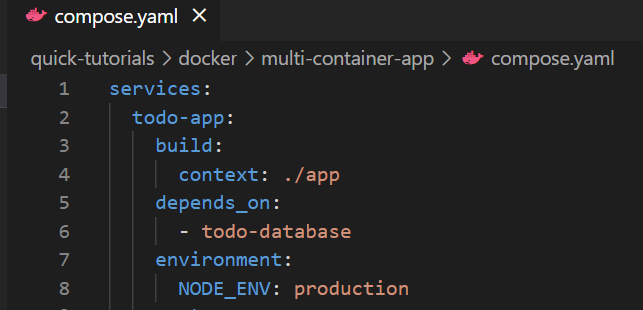 compose.yaml
quick-tutorials > docker > multi-container-app > compose.yaml
1 services:
2   todo-app:
3     build:
4       context: ./app
5     depends_on:
6       - todo-database
7     environment:
8       NODE_ENV: production